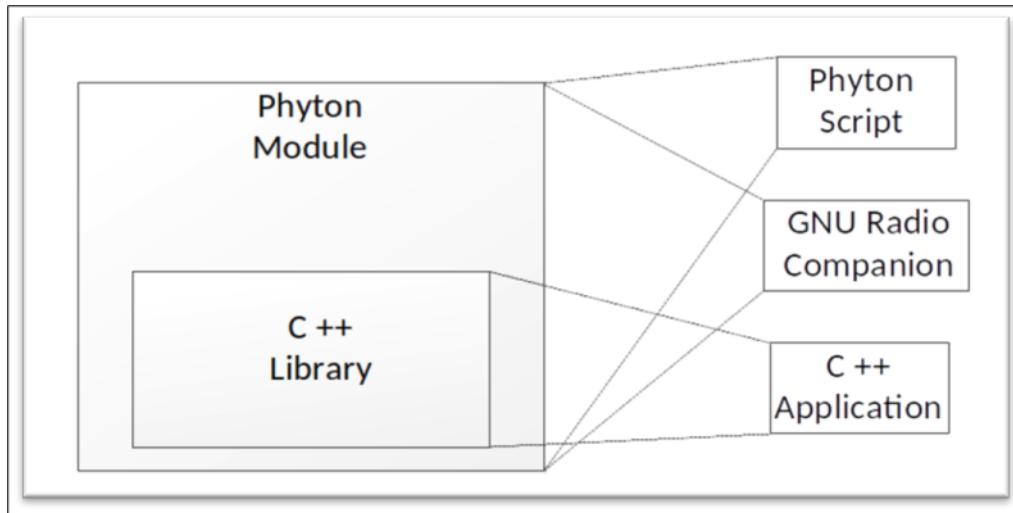 Phyton
Module
C ++
Library
Phyton
Script
GNU Radio
Companion
C ++
Application